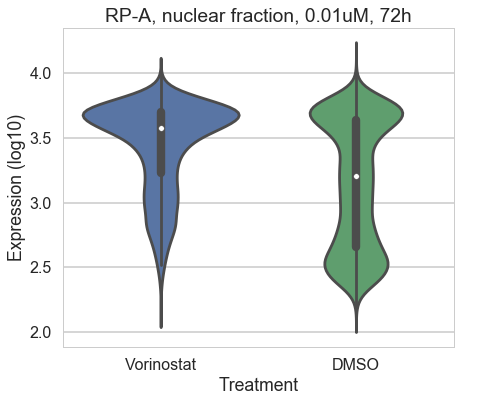 RP-A, nuclear fraction, 0.01uM, 72h
Expression (log10)
4.0
3.5
3.0
2.5
2.0
Vorinostat
DMSO
Treatment